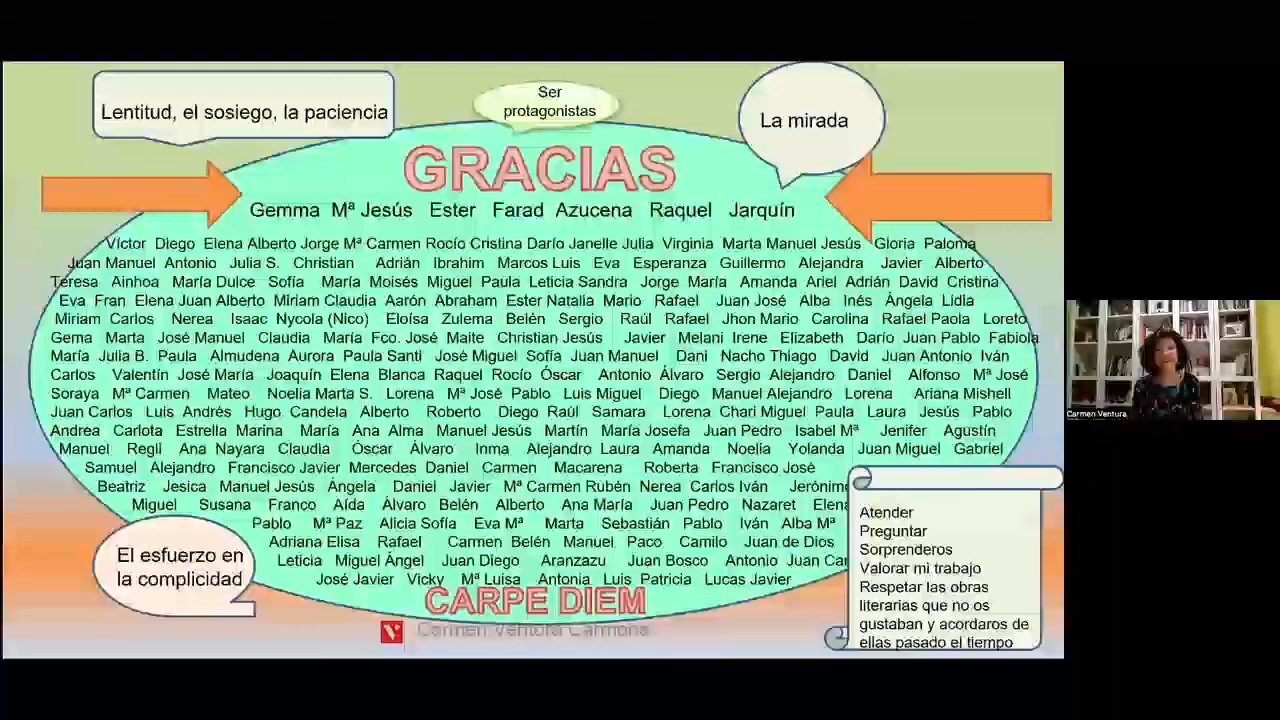 Lentitud, el sosiego, la paciencia
Ser
protagonistas
La mirada
GRACIAS
Gemma Mª Jesús Ester Farad Azucena Raquel Jarquín
Víctor Diego Elena Alberto Jorge Mª Carmen Rocío Cristina Darío Janelle Julia Virginia Marta Manuel Jesús Gloria Paloma
Juan Manuel Antonio Julia S. Christian Adrián Ibrahim Marcos Luis Eva Esperanza Guillermo Alejandra Javier Alberto
Teresa Ainhoa María Dulce Sofía María Moisés Miguel Paula Leticia Sandra Jorge María Amanda Ariel Adrián David Cristina
Eva Fran Elena Juan Alberto Miriam Claudia Aarón Abraham Ester Natalia Mario Rafael Juan José Alba Inés Ángela Lidia
Miriam Carlos Nerea Isaac Nycola (Nico) Eloísa Zulema Belén Sergio Raúl Rafael Jhon Mario Carolina Rafael Paola Loreto
Gema Marta José Manuel Claudia María Fco. José Maite Christian Jesús Javier Melani Irene Elizabeth Darío Juan Pablo Fabiola
María Julia B. Paula Almudena Aurora Paula Santi José Miguel Sofía Juan Manuel Dani Nacho Thiago David Juan Antonio Iván
Carlos Valentín José María Joaquín Elena Blanca Raquel Rocío Óscar Antonio Álvaro Sergio Alejandro Daniel Alfonso Mª José
Soraya Mª Carmen Mateo Noelia Marta S. Lorena Mª José Pablo Luis Miguel Diego Manuel Alejandro Lorena Ariana Mishell
Juan Carlos Luis Andrés Hugo Candela Alberto Roberto Diego Raúl Samara Lorena Chari Miguel Paula Laura Jesús Pablo
Andrea Carlota Estrella Marina María Ana Alma Manuel Jesús Martín María Josefa Juan Pedro Isabel Mª Jenifer Agustín
Manuel Regli Ana Nayara Claudia Óscar Álvaro Inma Alejandro Laura Amanda Noelia Yolanda Juan Miguel Gabriel
Samuel Alejandro Francisco Javier Mercedes Daniel Carmen Macarena Roberta Francisco José
Beatriz Jesica Manuel Jesús Ángela Daniel Javier Mª Carmen Rubén Nerea Carlos Iván Jerónimo
Miguel Susana Franco Aída Álvaro Belén Alberto Ana María Juan Pedro Nazaret Elena
Pablo Mª Paz Alicia Sofía Eva Mª Marta Sebastián Pablo Iván Alba Mª
Adriana Elisa Rafael Carmen Belén Manuel Paco Camilo Juan de Dios
Leticia Miguel Ángel Juan Diego Aranzazu Juan Bosco Antonio Juan Car
José Javier Vicky Mª Luisa Antonia Luis Patricia Lucas Javier
CARPE DIEM
Carmen Ventura Carmona
El esfuerzo en
la complicidad
Atender
Preguntar
Sorprenderos
Valorar mi trabajo
Respetar las obras
literarias que no os
gustaban y acordaros de
ellas pasado el tiempo
Carmen Ventura